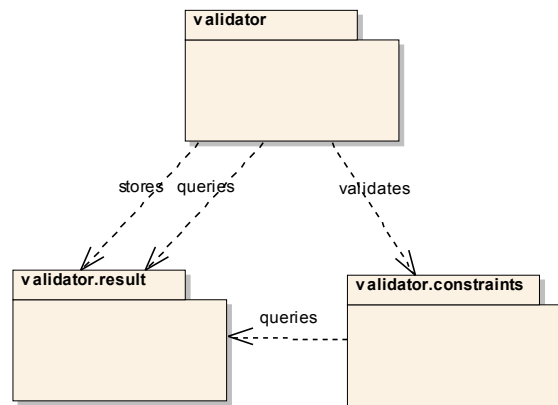 validator
stores
queries
validates
validator.result
validator.constraints
queries